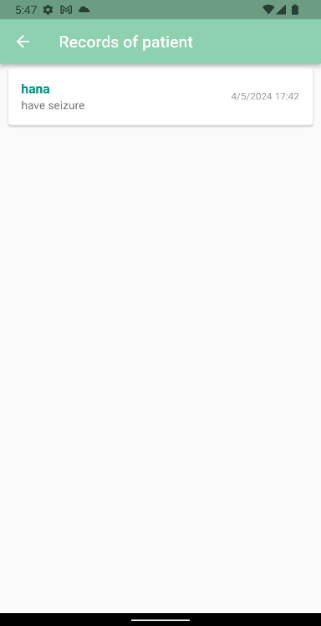 5:47
Records of patient
hana
have seizure
4/5/2024 17:42